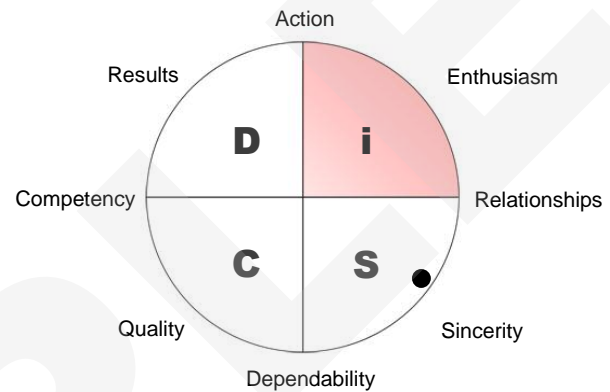 Action
Results
Enthusiasm
D
i
Competency
Relationships
C
S
Quality
Sincerity
Dependability